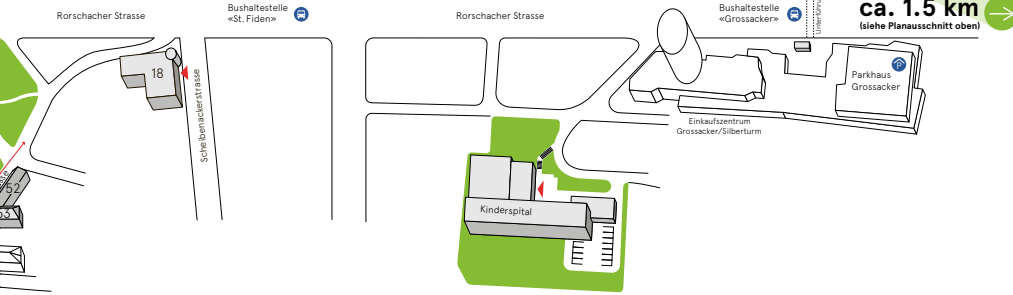 Rorschacher Strasse
Bushaltestelle
«St. Fiden»
Rorschacher Strasse
Bushaltestelle
«Grossacker»
ca. 1.5 km
(siehe Planausschnitt oben)
18
Scheibenackerstrasse
P
Parkhaus
Grossacker
Einkaufszentrum
Grossacker/Silberturm
52
Kinderspital